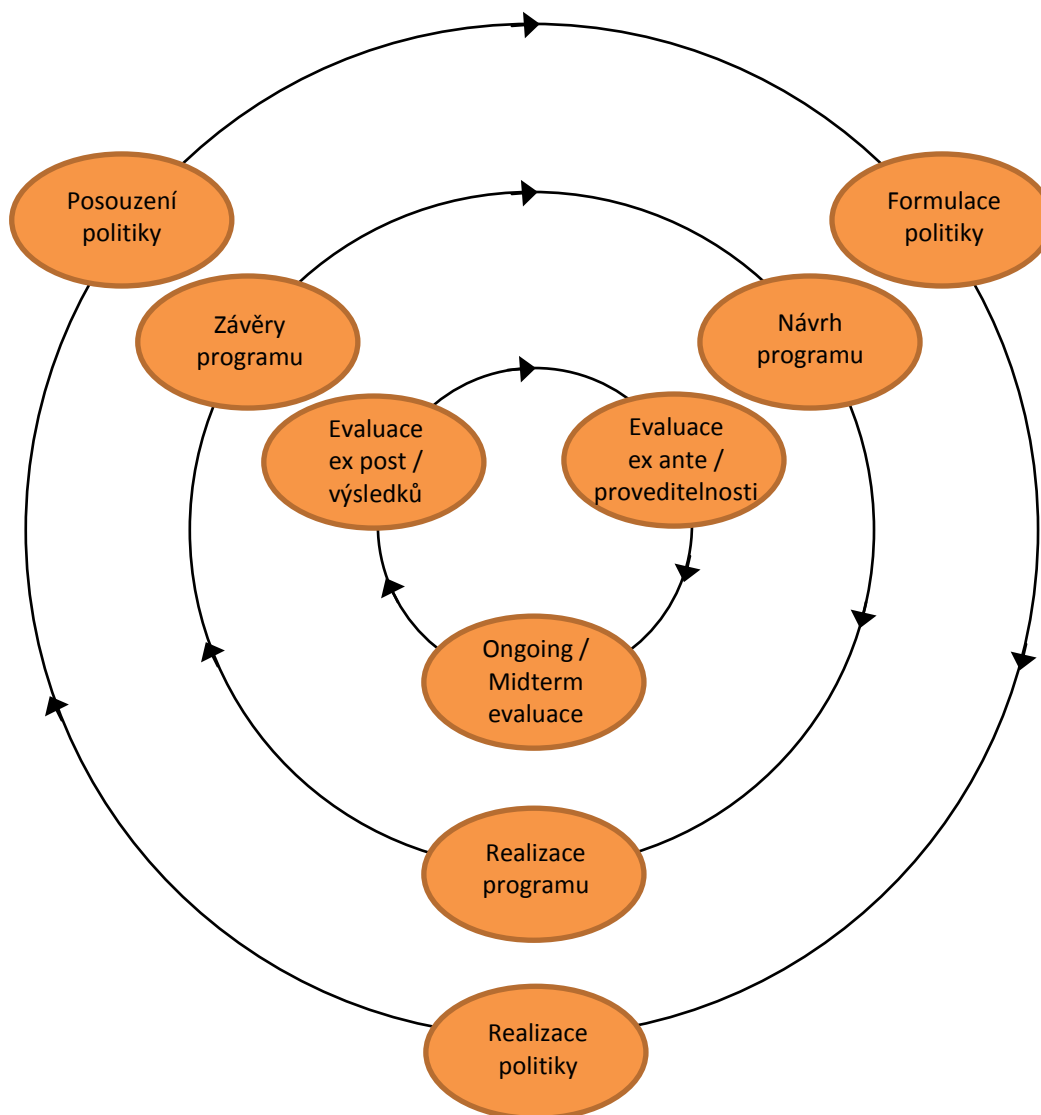 Posouzení
politiky
Formulace
politiky
Závěry
programu
Návrh
programu
Evaluace
ex post /
výsledků
Evaluace
ex ante /
proveditelnosti
Ongoing /
Midterm
evaluace
Realizace
programu
Realizace
politiky